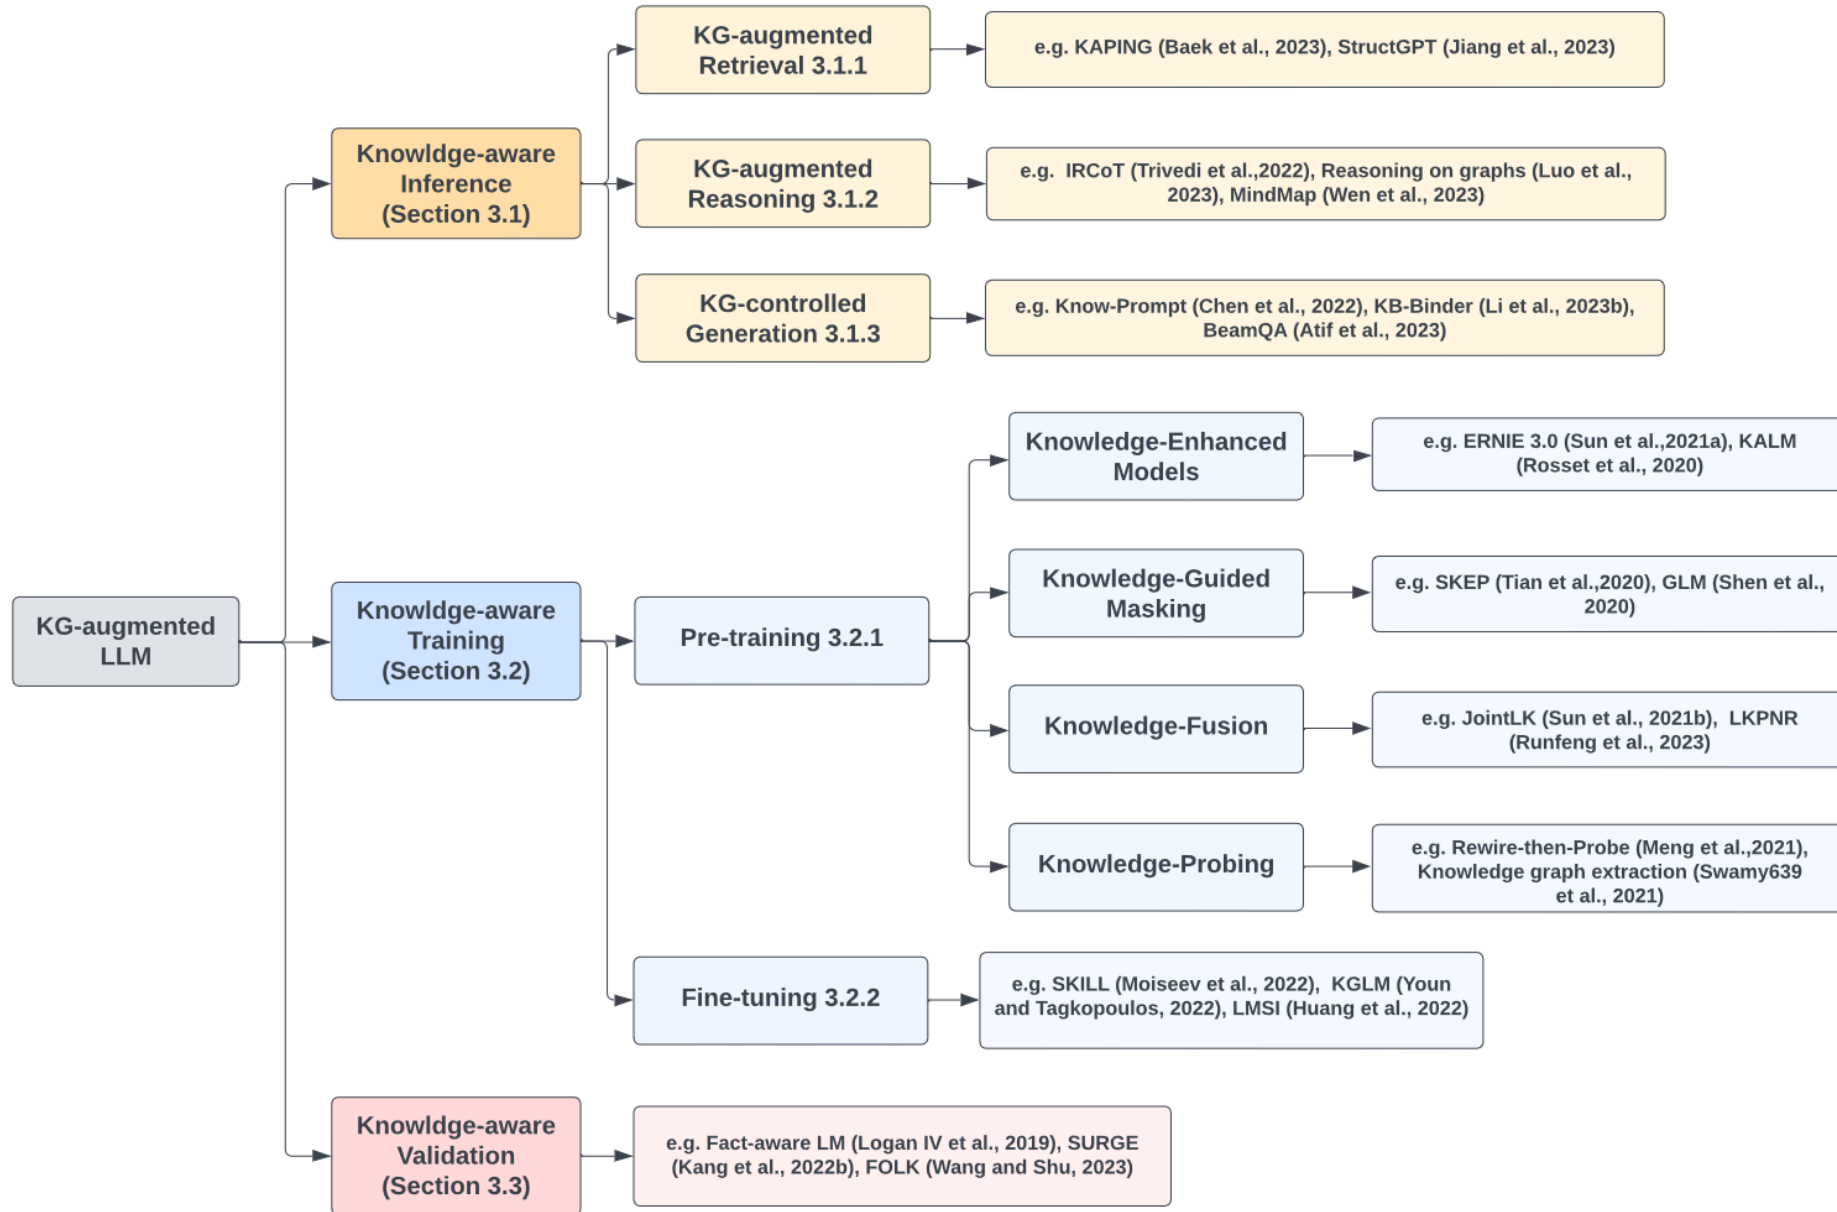 KG-augmented
LLM
Knowldge-aware
Inference
(Section 3.1)
KG-augmented
Retrieval 3.1.1
e.g. KAPING (Baek et al., 2023), StructGPT (Jiang et al., 2023)
KG-augmented
Reasoning 3.1.2
e.g. IRCoT (Trivedi et al.,2022), Reasoning on graphs (Luo et al.,
2023), MindMap (Wen et al., 2023)
KG-controlled
Generation 3.1.3
e.g. Know-Prompt (Chen et al., 2022), KB-Binder (Li et al., 2023b),
BeamQA (Atif et al., 2023)
Knowldge-aware
Training
(Section 3.2)
Pre-training 3.2.1
Knowledge-Enhanced
Models
e.g. ERNIE 3.0 (Sun et al.,2021a), KALM
(Rosset et al., 2020)
Knowledge-Guided
Masking
e.g. SKEP (Tian et al.,2020), GLM (Shen et al.,
2020)
Knowledge-Fusion
e.g. JointLK (Sun et al., 2021b), LKPNR
(Runfeng et al., 2023)
Knowledge-Probing
e.g. Rewire-then-Probe (Meng et al.,2021),
Knowledge graph extraction (Swamy639
et al., 2021)
Fine-tuning 3.2.2
e.g. SKILL (Moiseev et al., 2022), KGLM (Youn
and Tagkopoulos, 2022), LMSI (Huang et al., 2022)
Knowldge-aware
Validation
(Section 3.3)
e.g. Fact-aware LM (Logan IV et al., 2019), SURGE
(Kang et al., 2022b), FOLK (Wang and Shu, 2023)